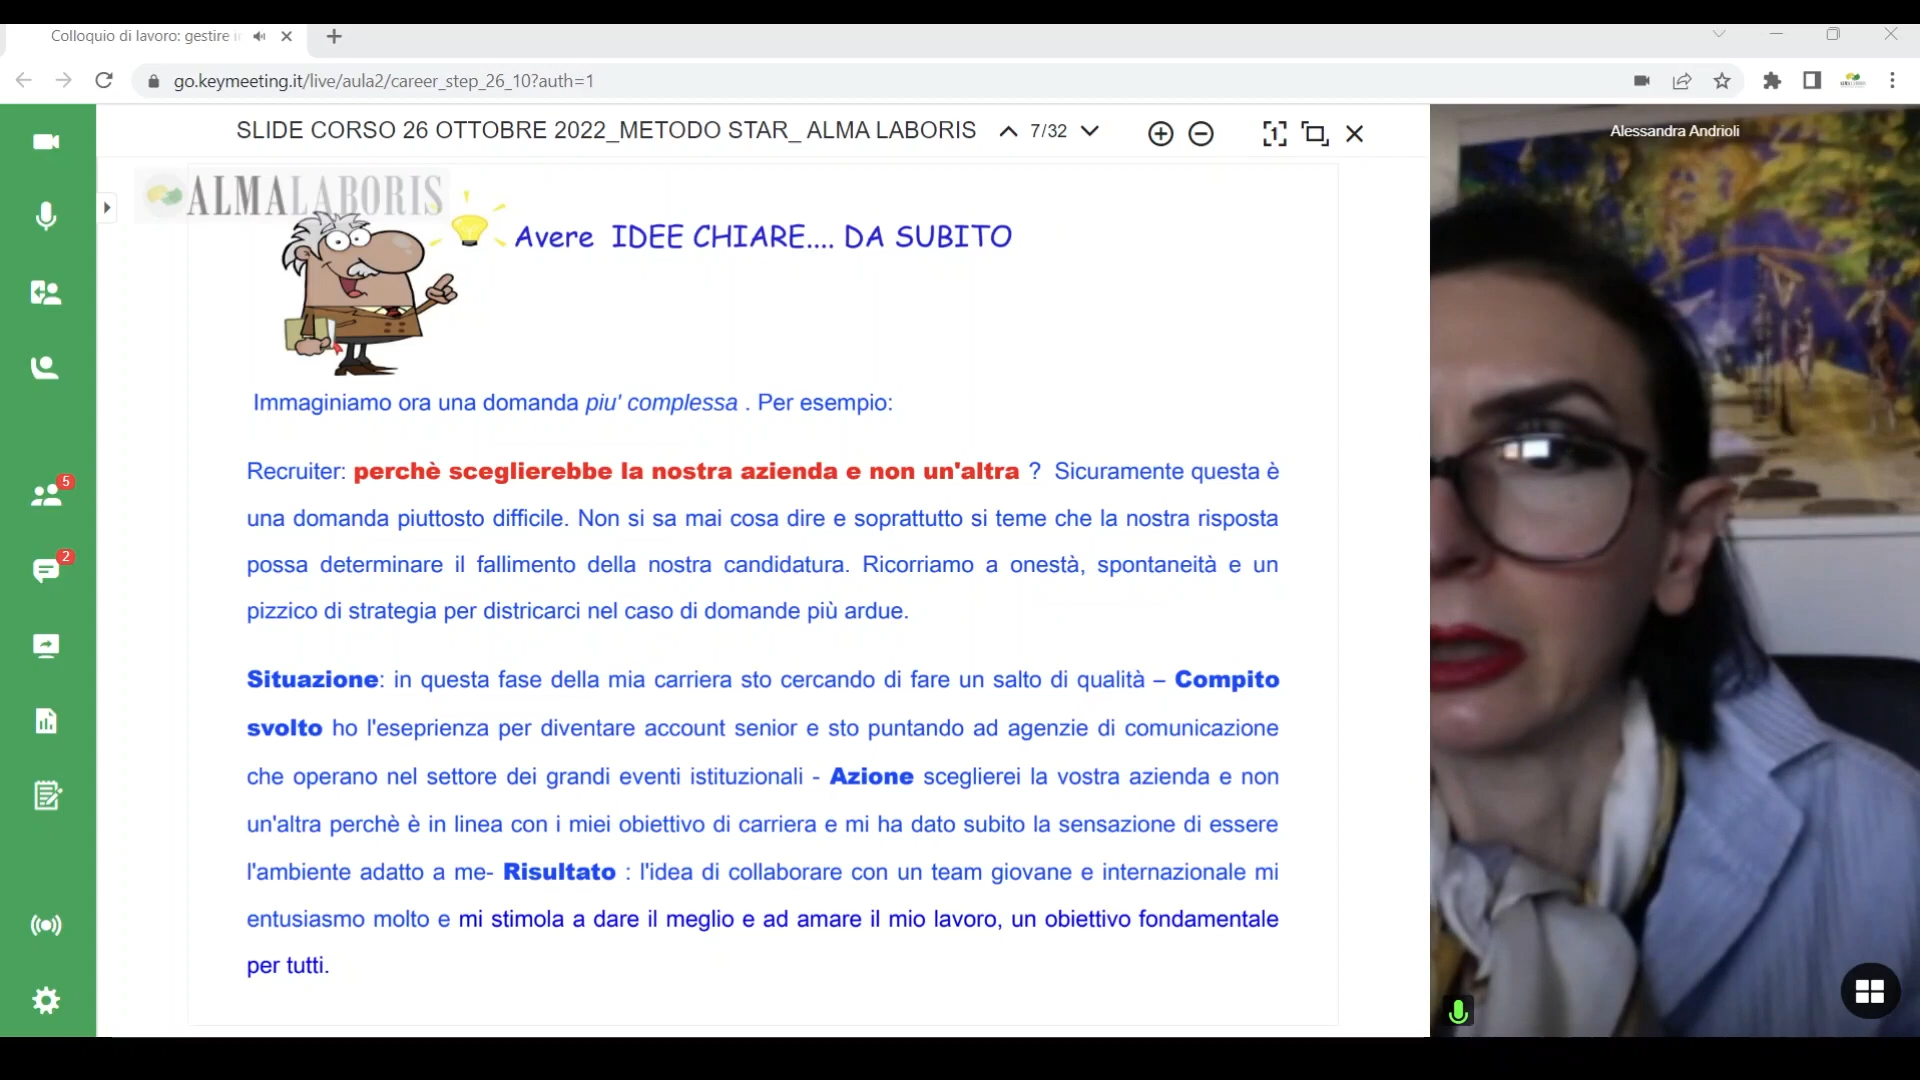 Colloquio di lavoro: gestire
go.keymeeting.it/live/aula2/career_step_26_10?auth=1
SLIDE CORSO 26 OTTOBRE 2022_METODO STAR_ ALMA LABORIS 7/32
Alessandra Andrioli
ALMALABORIS
Avere IDEE CHIARE.... DA SUBITO
Immaginiamo ora una domanda piu' complessa . Per esempio:
Recruiter: perchè sceglierebbe la nostra azienda e non un'altra ? Sicuramente questa è
una domanda piuttosto difficile. Non si sa mai cosa dire e soprattutto si teme che la nostra risposta
possa determinare il fallimento della nostra candidatura. Ricorriamo a onestà, spontaneità e un
pizzico di strategia per districarci nel caso di domande più ardue.
Situazione: in questa fase della mia carriera sto cercando di fare un salto di qualità – Compito
svolto ho l'eseprienza per diventare account senior e sto puntando ad agenzie di comunicazione
che operano nel settore dei grandi eventi istituzionali - Azione sceglierei la vostra azienda e non
un'altra perchè è in linea con i miei obiettivo di carriera e mi ha dato subito la sensazione di essere
l'ambiente adatto a me- Risultato : l'idea di collaborare con un team giovane e internazionale mi
entusiasmo molto e mi stimola a dare il meglio e ad amare il mio lavoro, un obiettivo fondamentale
per tutti.
5
2